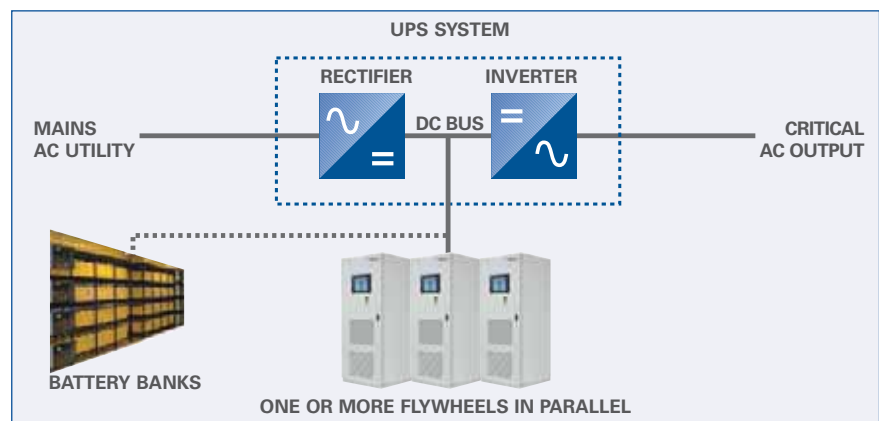 UPS SYSTEM
RECTIFIER
INVERTER
MAINS
AC UTILITY
DC BUS
CRITICAL
AC OUTPUT
BATTERY BANKS
ONE OR MORE FLYWHEELS IN PARALLEL